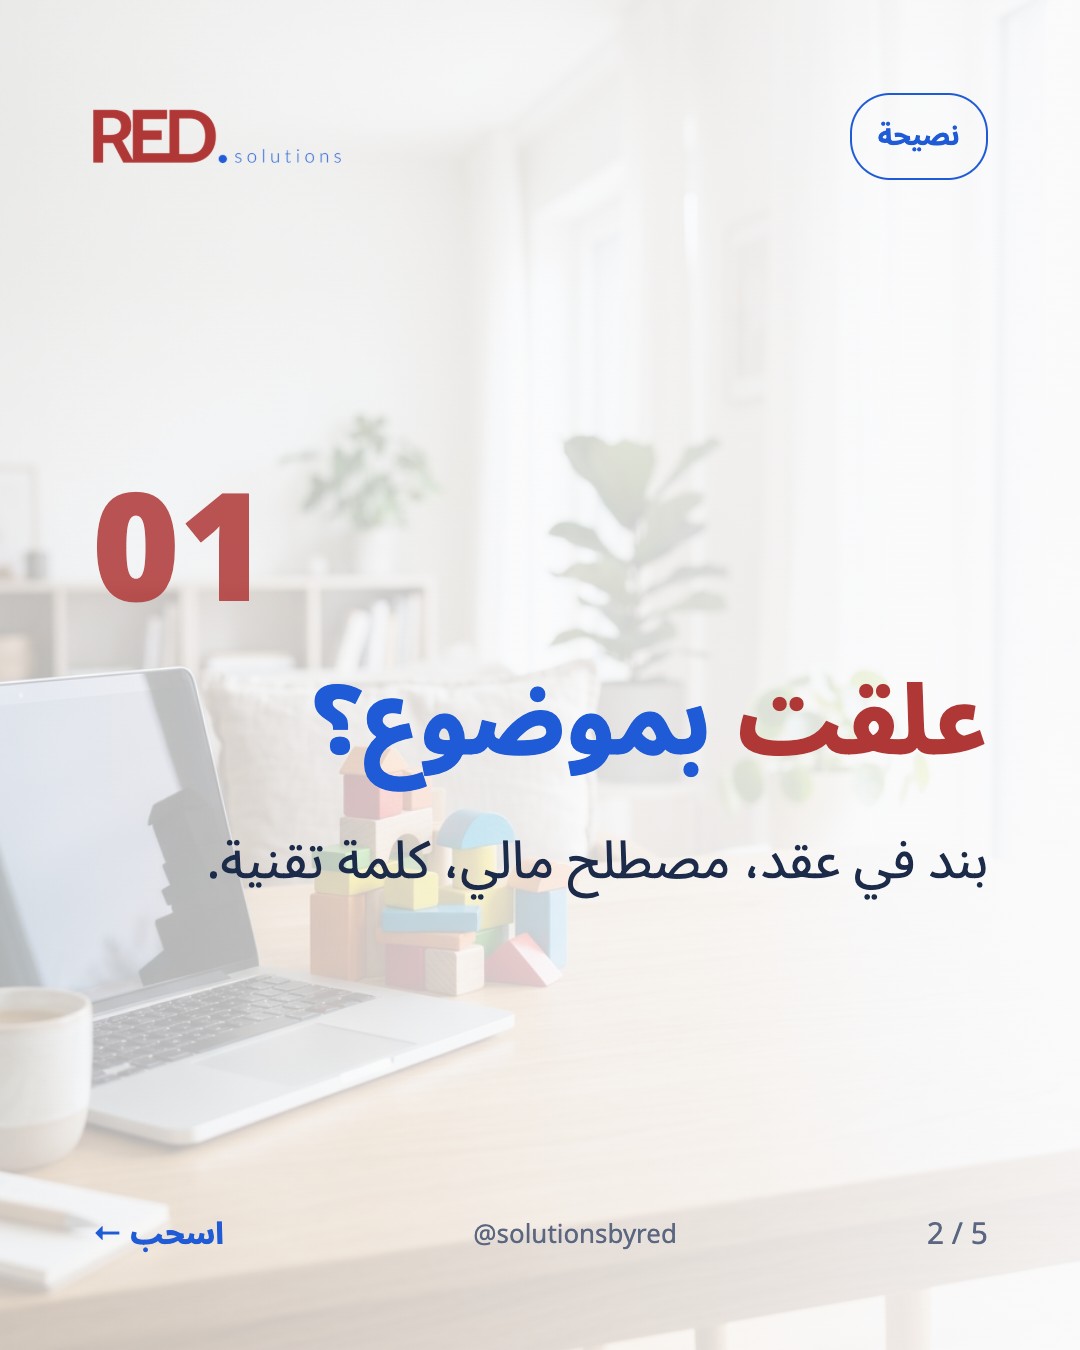 RED.solutions
نصيحة
01
علقت بموضوع؟
بند في عقد، مصطلح مالي، كلمة تقنية.
اسحب ←
@solutionsbyred
2 / 5